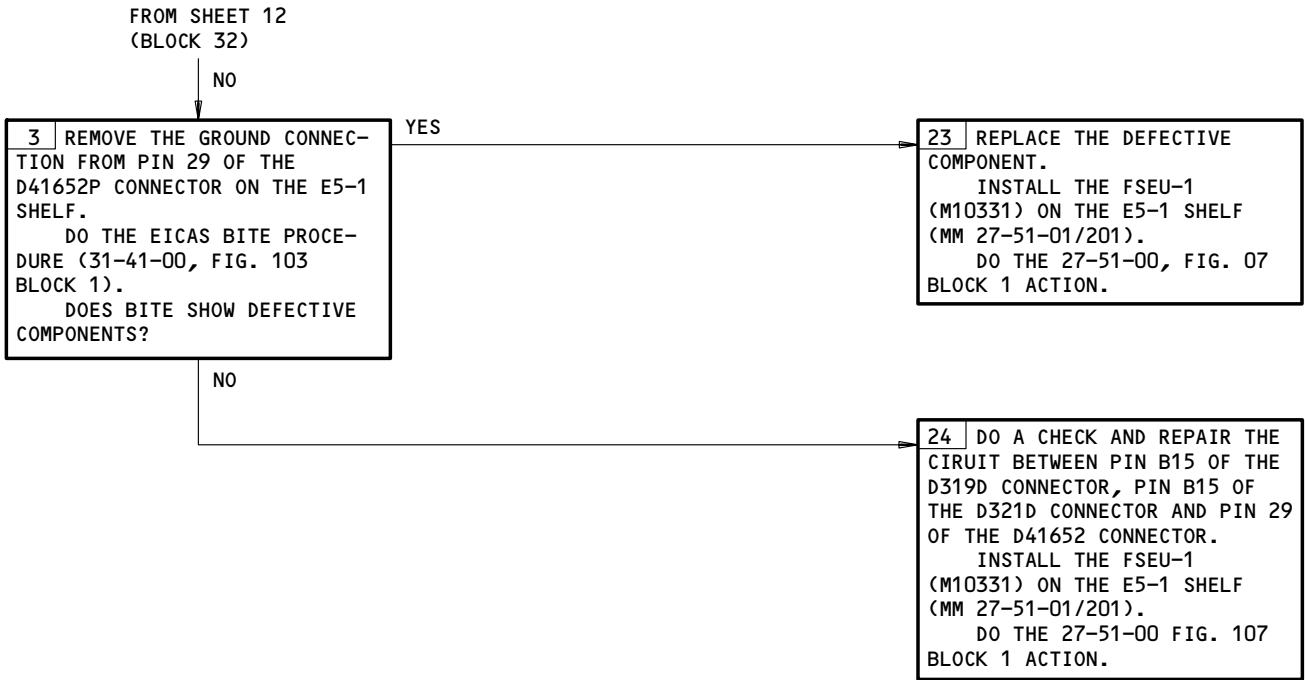 FROM SHEET 12
(BLOCK 32)
NO
3 REMOVE THE GROUND CONNEC-
TION FROM PIN 29 OF THE
D41652P CONNECTOR ON THE E5-1
SHELF.
DO THE EICAS BITE PROCE-
DURE (31-41-00, FIG. 103
BLOCK 1).
DOES BITE SHOW DEFECTIVE
COMPONENTS?
YES
23 REPLACE THE DEFECTIVE
COMPONENT.
INSTALL THE FSEU-1
(M10331) ON THE E5-1 SHELF
(MM 27-51-01/201).
DO THE 27-51-00, FIG. 07
BLOCK 1 ACTION.
NO
24 DO A CHECK AND REPAIR THE
CIRUIT BETWEEN PIN B15 OF THE
D319D CONNECTOR, PIN B15 OF
THE D321D CONNECTOR AND PIN 29
OF THE D41652 CONNECTOR.
INSTALL THE FSEU-1
(M10331) ON THE E5-1 SHELF
(MM 27-51-01/201).
DO THE 27-51-00 FIG. 107
BLOCK 1 ACTION.